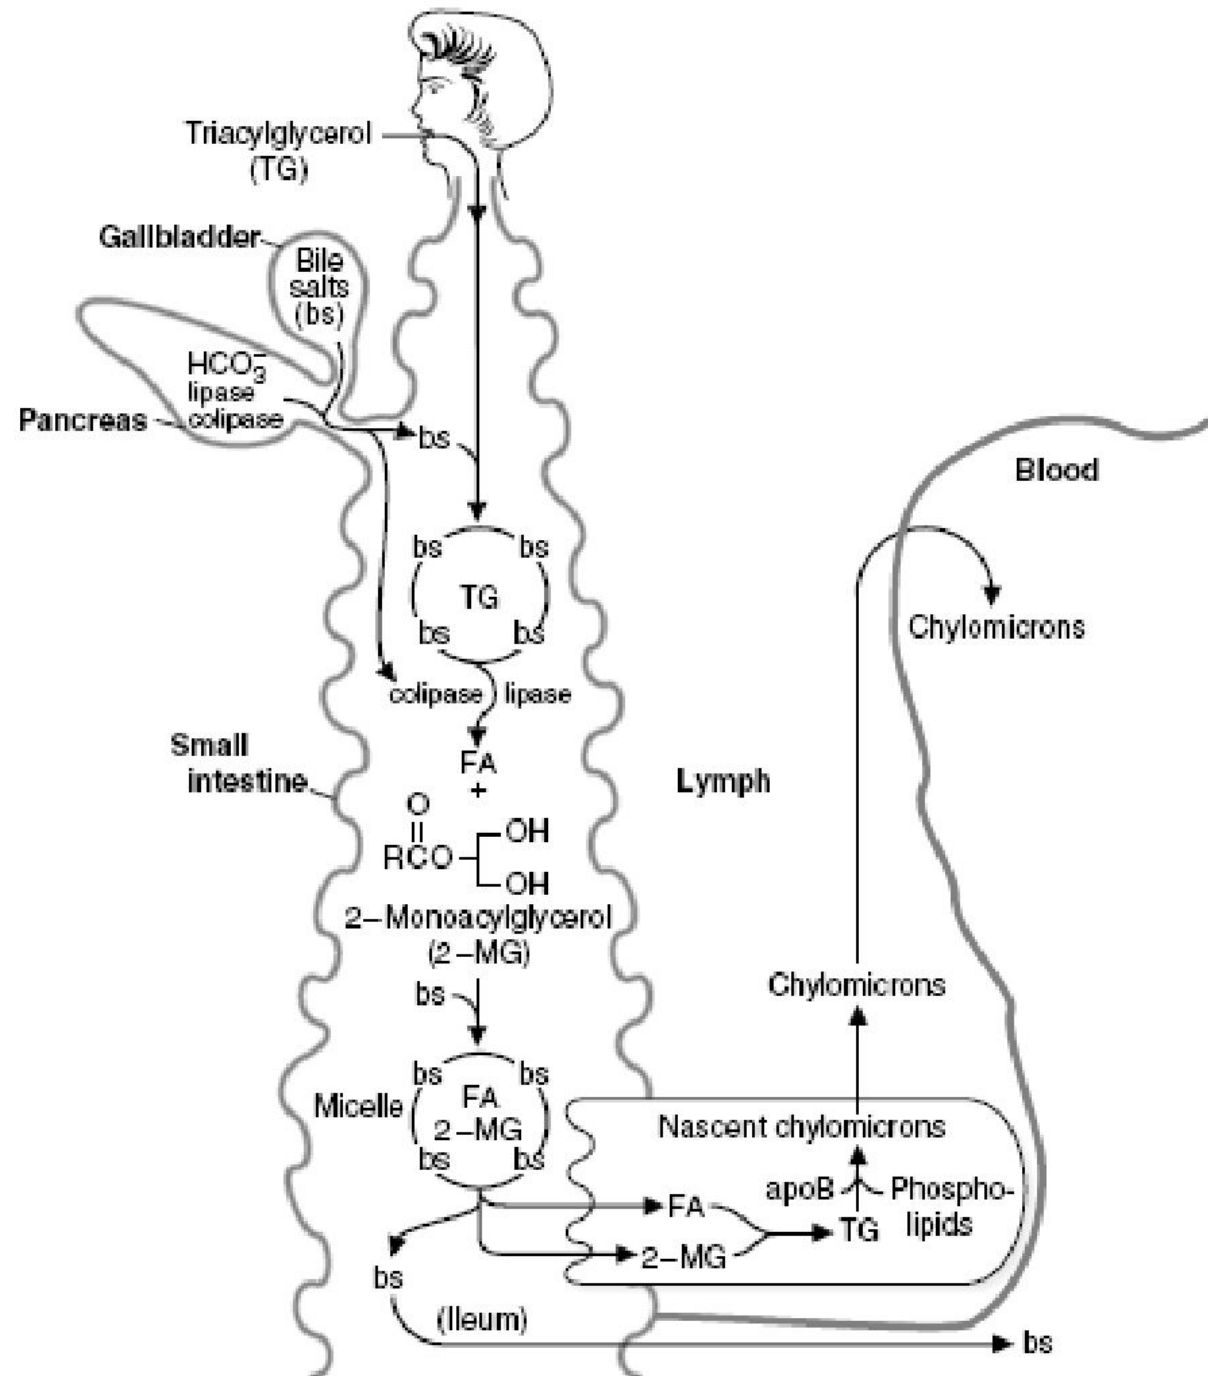 Triacylglycerol
(TG)
Gallbladder
Bile
salts
(bs)
HCO3−
lipase
colipase
Pancreas
bs
Blood
bs bs
TG
bs bs
Chylomicrons
colipase lipase
Small
intestine
FA
+
Lymph
O
RCO OH
OH
2–Monoacylglycerol
(2–MG)
bs
Chylomicrons
bs bs
Micelle
FA
2–MG
bs bs
Nascent chylomicrons
apoB Phospho-
lipids
FA
TG
2–MG
bs
(Ileum)
bs